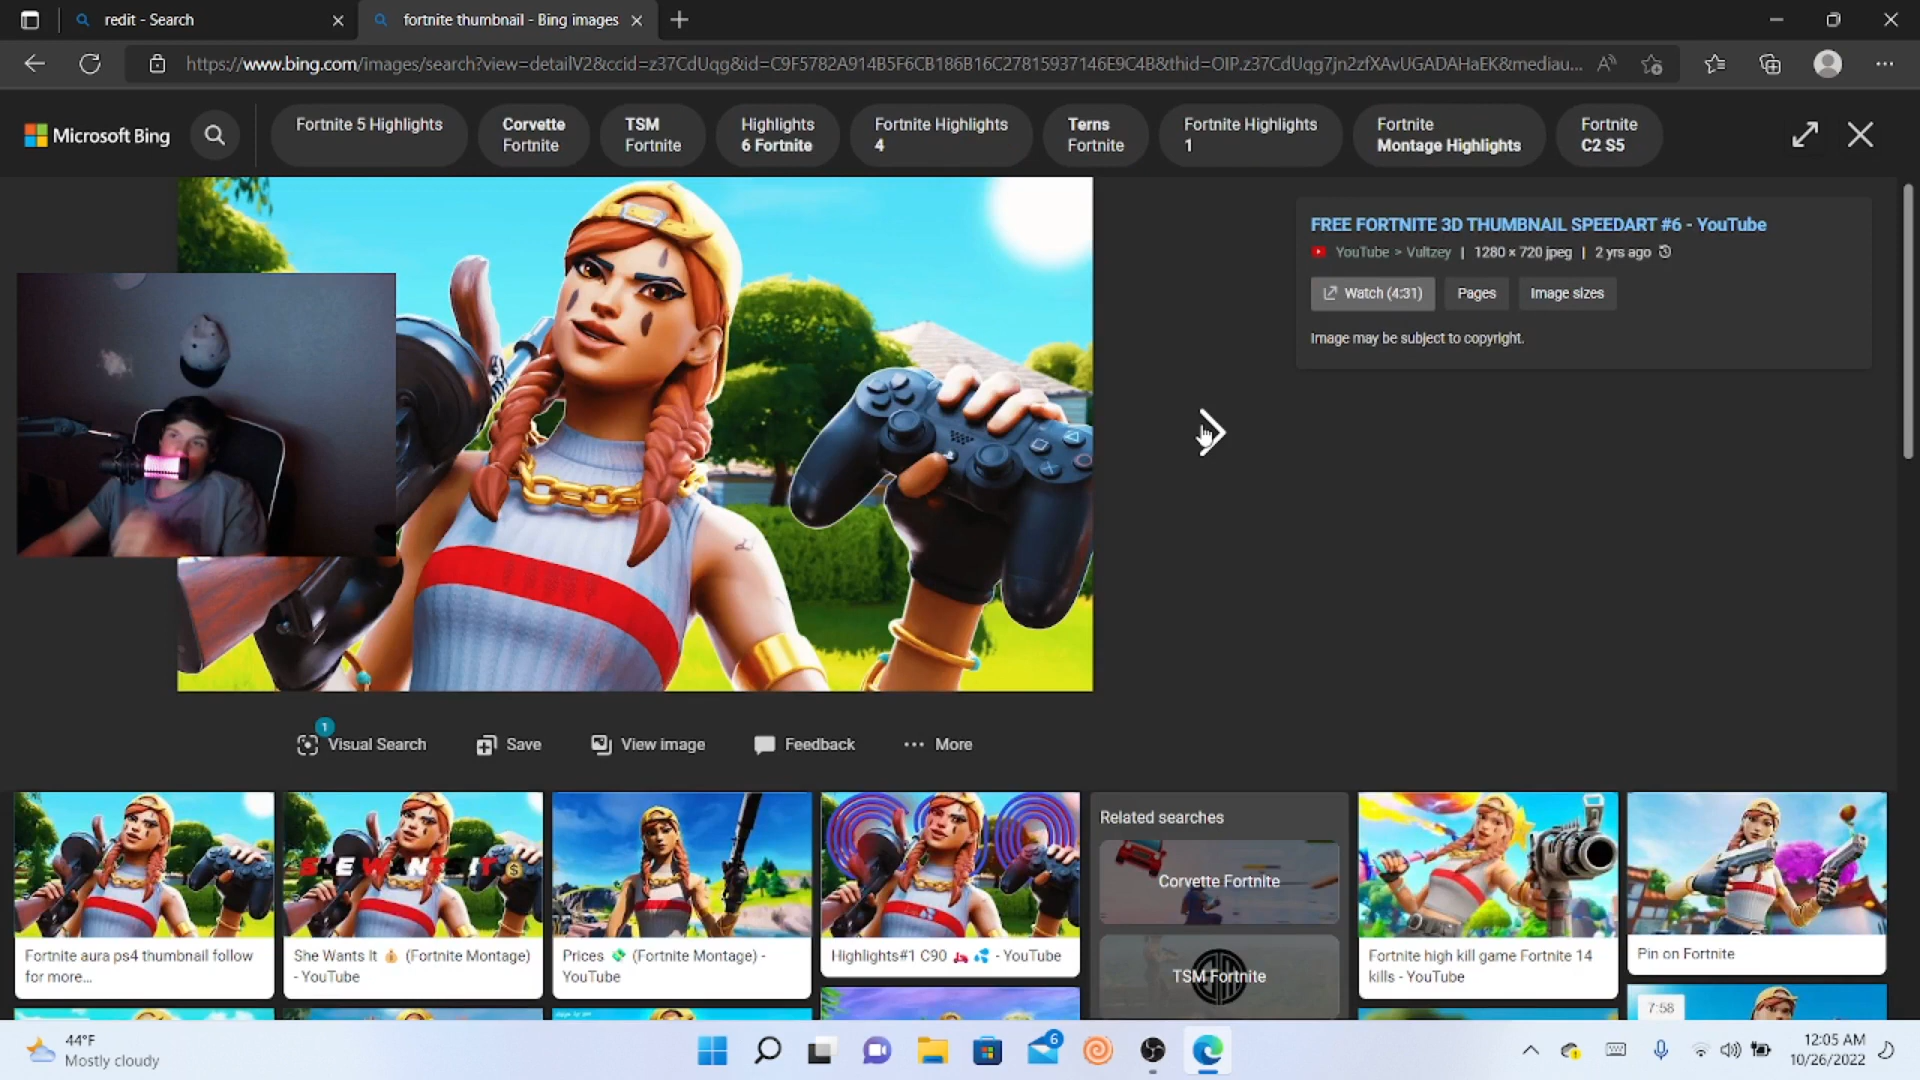 redit - Search
fortnite thumbnail - Bing images
https://www.bing.com/images/search?view=detailV2&ccid=z37CdUqg&id=C9F5782A914B5F6CB186B16C27815937146E9C4B&thid=OIP.z37CdUqg7jn2zfXAvUGADAHaEK&mediau...
Microsoft Bing
Fortnite 5 Highlights
Corvette
Fortnite
TSM
Fortnite
Highlights
6 Fortnite
Fortnite Highlights
4
Terns
Fortnite
Fortnite Highlights
1
Fortnite
Montage Highlights
Fortnite
C2 S5
FREE FORTNITE 3D THUMBNAIL SPEEDART #6 - YouTube
YouTube > Vultzey | 1280 × 720 jpeg | 2 yrs ago
Watch (4:31)
Pages
Image sizes
Image may be subject to copyright.
1
Visual Search
Save
View image
Feedback
More
Fortnite aura ps4 thumbnail follow
for more...
SHE WANTS IT
She Wants It 💰 (Fortnite Montage)
- YouTube
Prices 💸 (Fortnite Montage) -
YouTube
Highlights#1 C90 🛵 💦 - YouTube
Related searches
Corvette Fortnite
TSM Fortnite
Fortnite high kill game Fortnite 14
kills - YouTube
Pin on Fortnite
7:58
44°F
Mostly cloudy
6
12:05 AM
10/26/2022